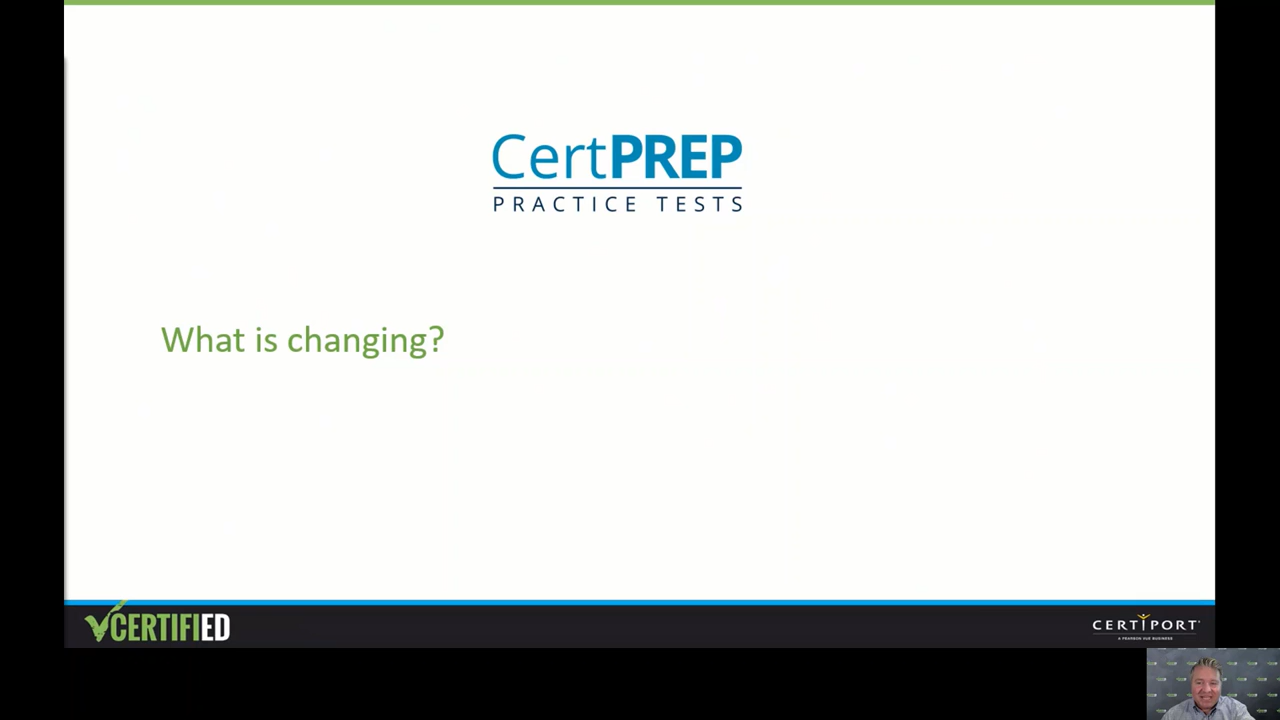 CertPREP
PRACTICE TESTS
What is changing?
CERTIFIED
CERTIPORT
A PEARSON VUE BUSINESS